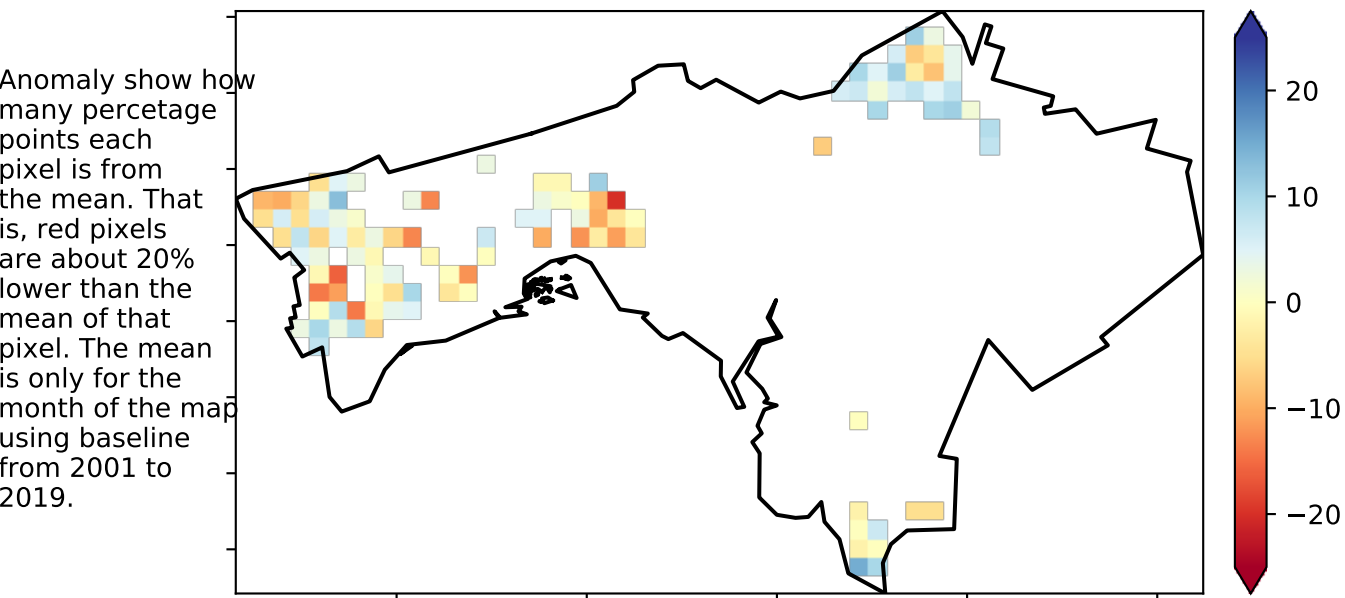 Anomaly show how
many percetage
points each
pixel is from
the mean. That
is, red pixels
are about 20%
lower than the
mean of that
pixel. The mean
is only for the
month of the map
using baseline
from 2001 to
2019.
20
10
0
−10
−20